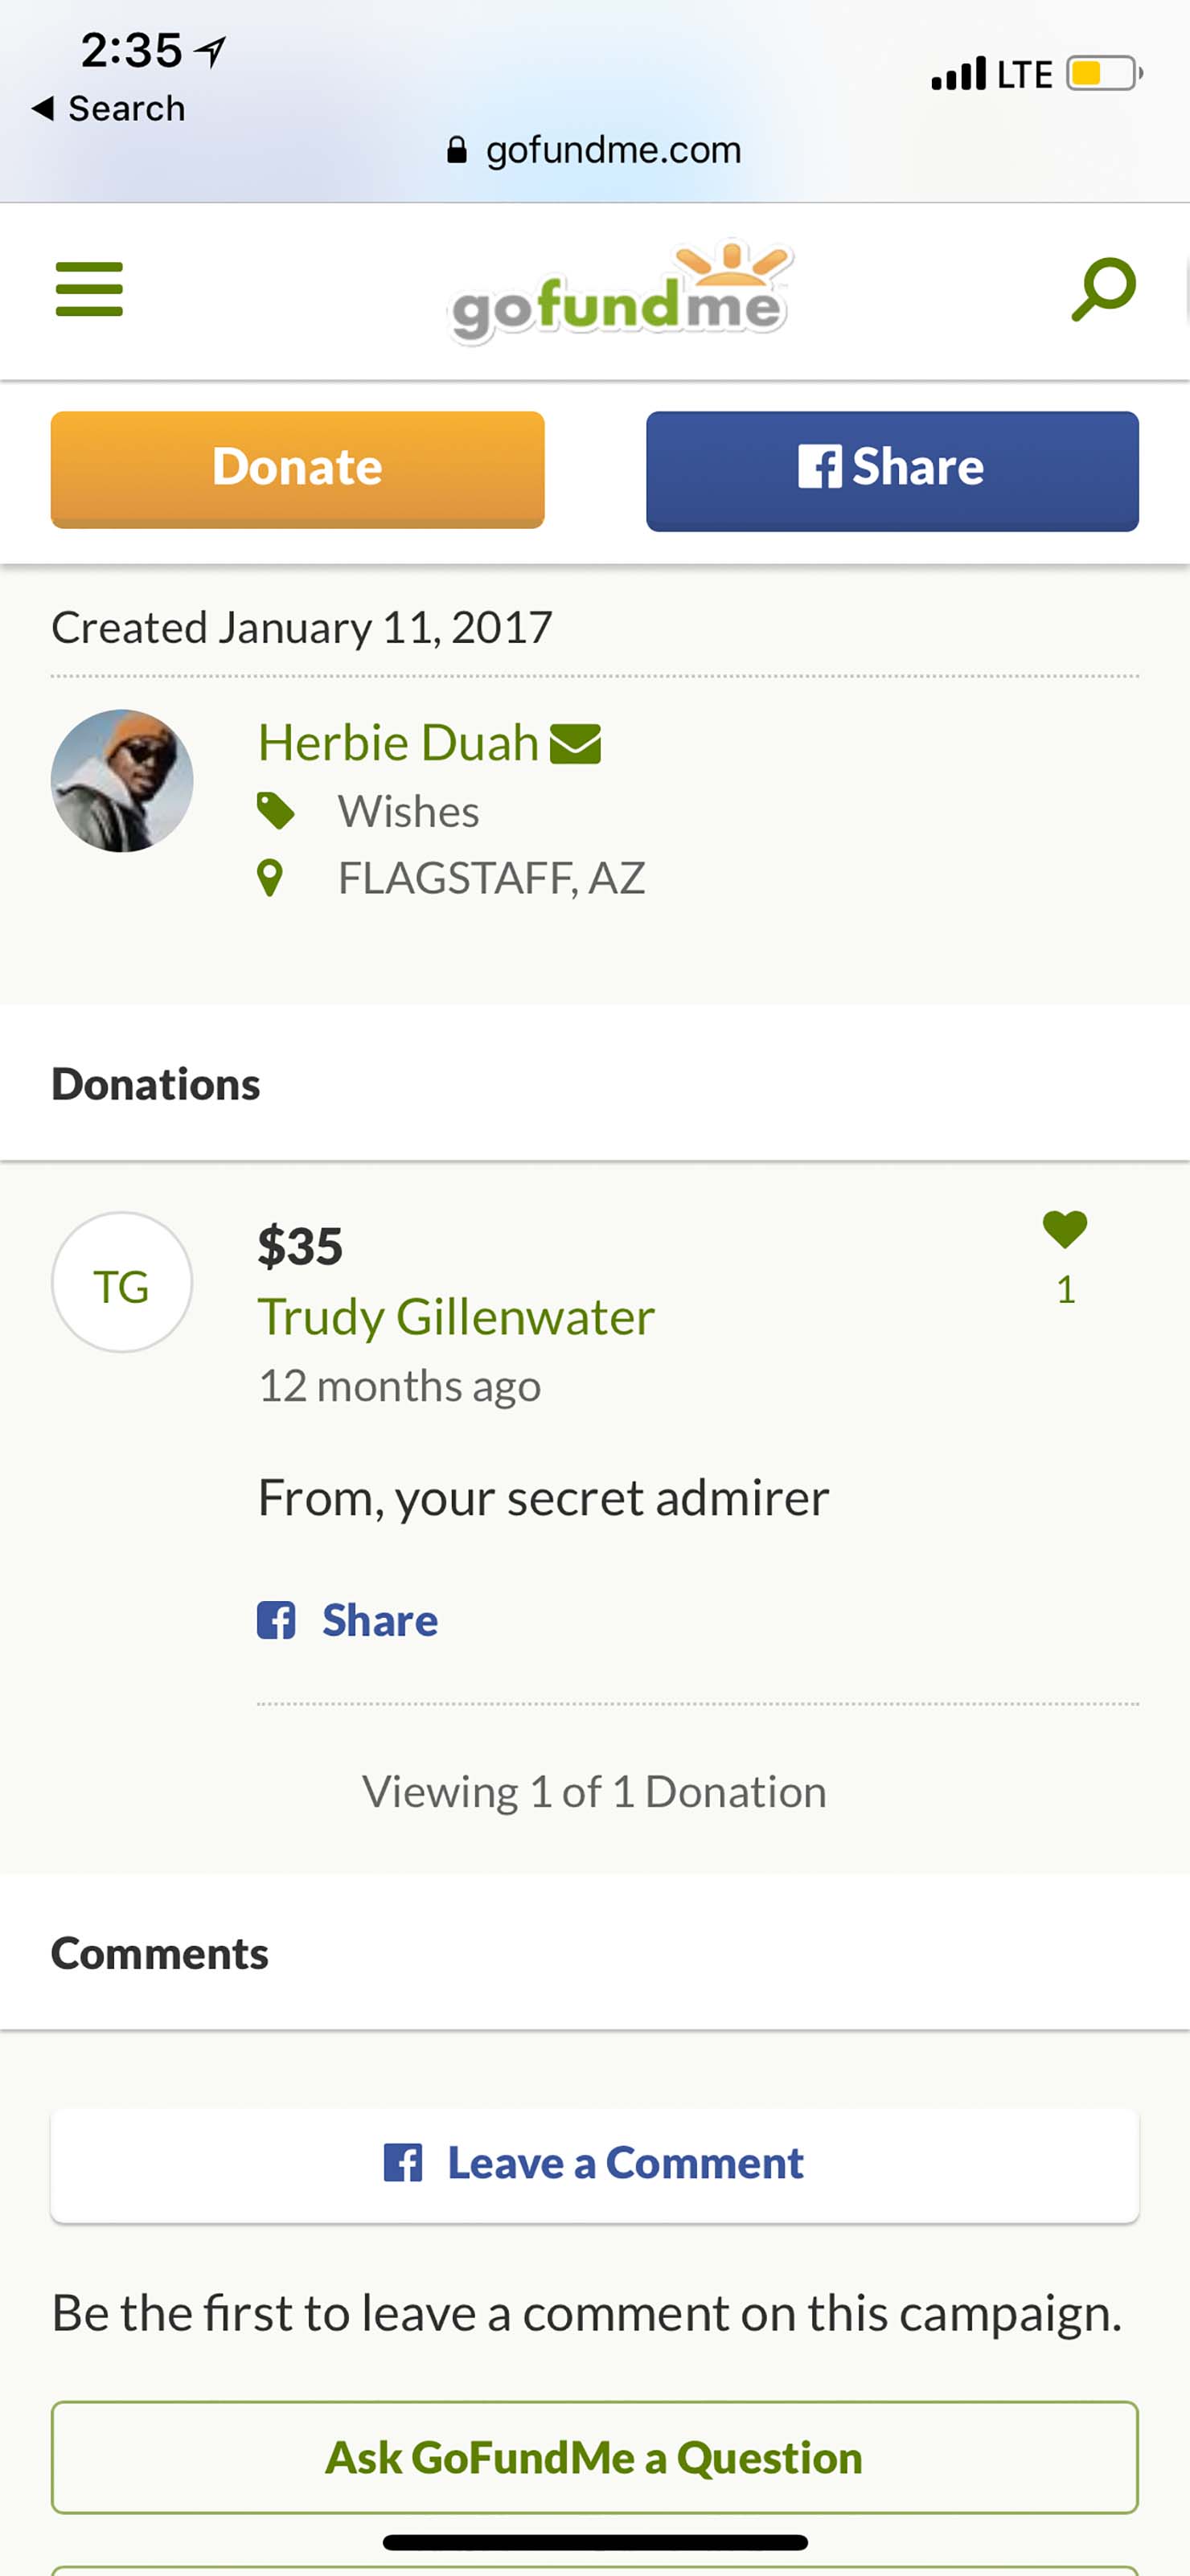 2:35
Search
LTE
gofundme.com
gofundme
Donate
Share
Created January 11, 2017
Herbie Duah
Wishes
FLAGSTAFF, AZ
Donations
TG
$35
1
Trudy Gillenwater
12 months ago
From, your secret admirer
Share
Viewing 1 of 1 Donation
Comments
Leave a Comment
Be the first to leave a comment on this campaign.
Ask GoFundMe a Question